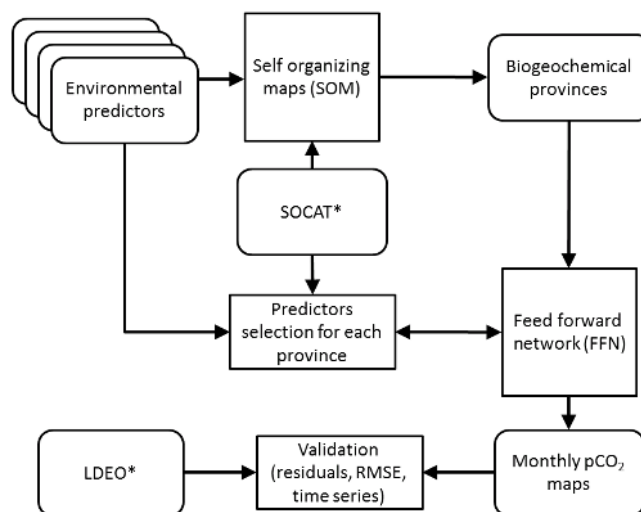 Environmental
predictors
Self organizing
maps (SOM)
Biogeochemical
provinces
SOCAT*
Predictors
selection for each
province
Feed forward
network (FFN)
LDEO*
Validation
(residuals, RMSE,
time series)
Monthly pCO₂
maps